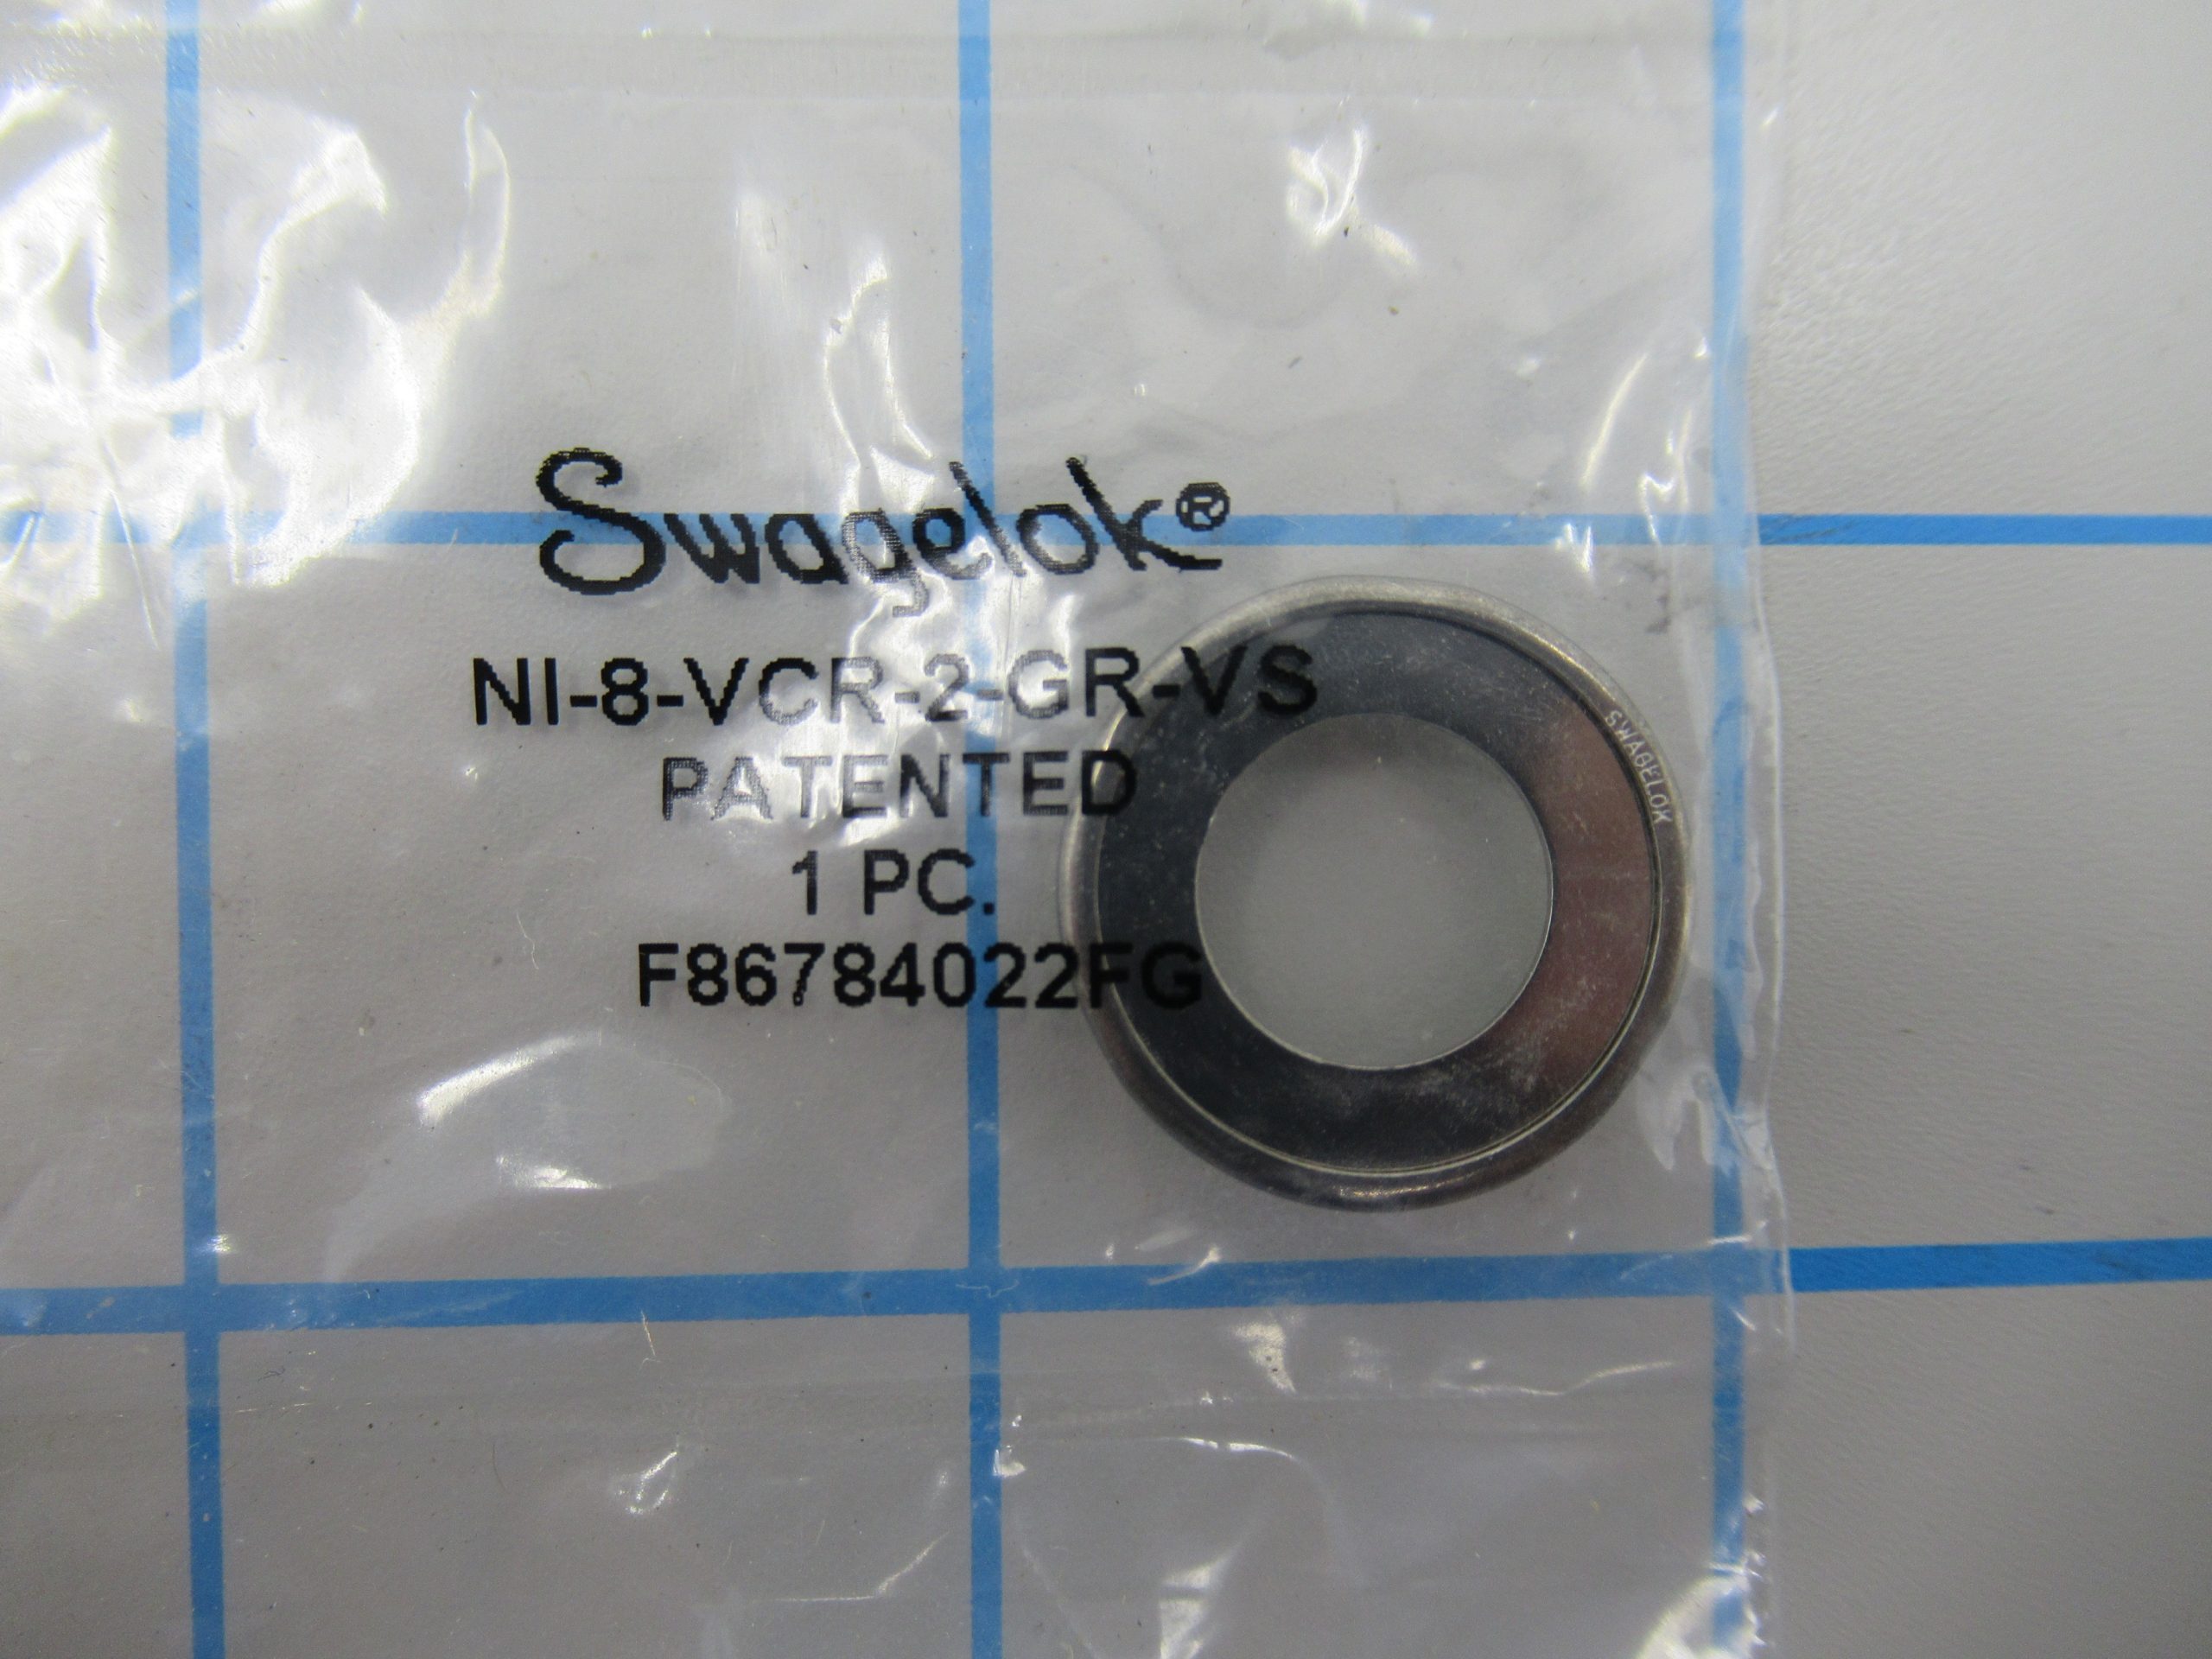 Swagelok®
NI-8-VCR-2-GR-VS
PATENTED
1 PC.
F86784022FG
SWAGELOK